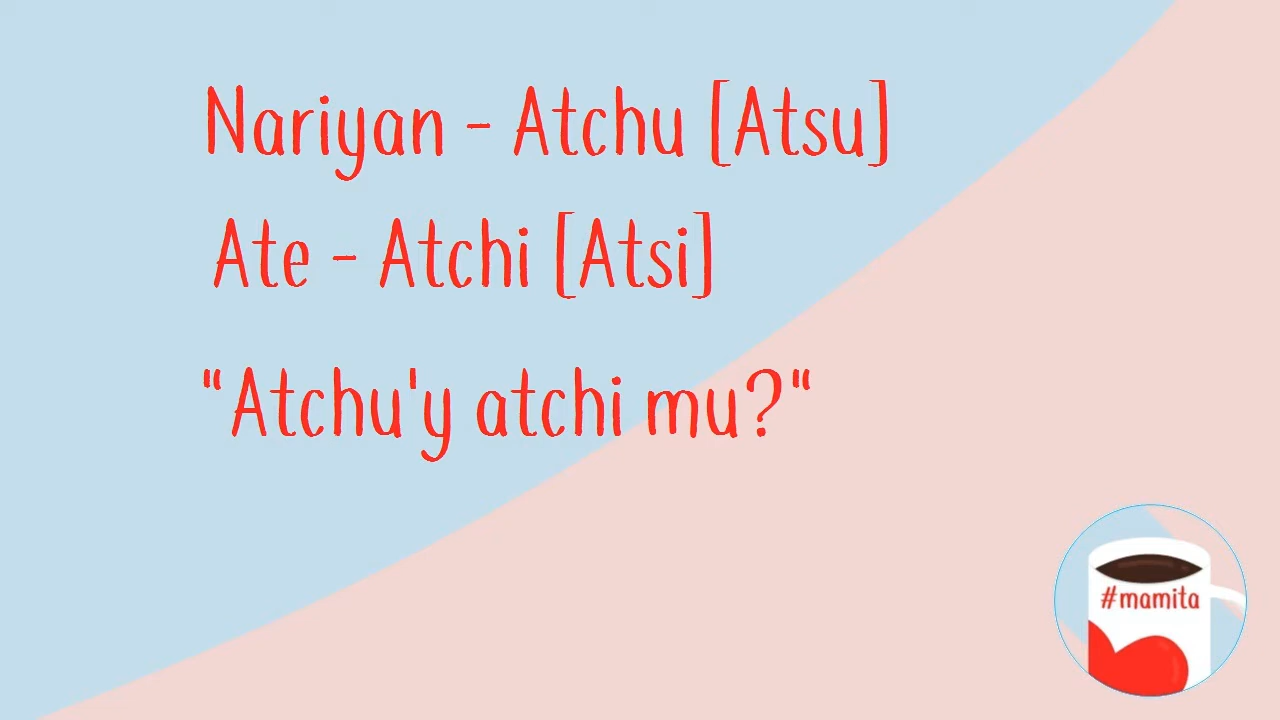 Nariyan - Atchu [Atsu]
Ate - Atchi [Atsi]
"Atchu'y atchi mu?"
#mamita